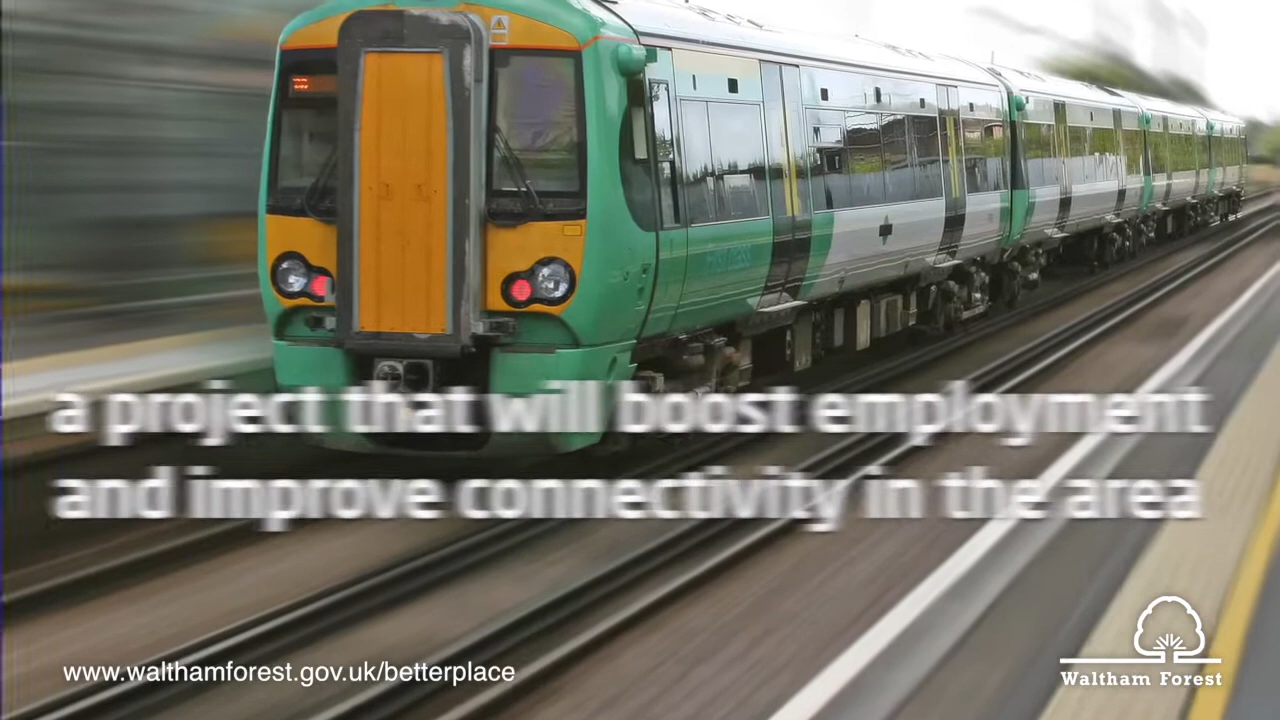 a project that will boost employment
and improve connectivity in the area
www.walthamforest.gov.uk/betterplace
Waltham Forest